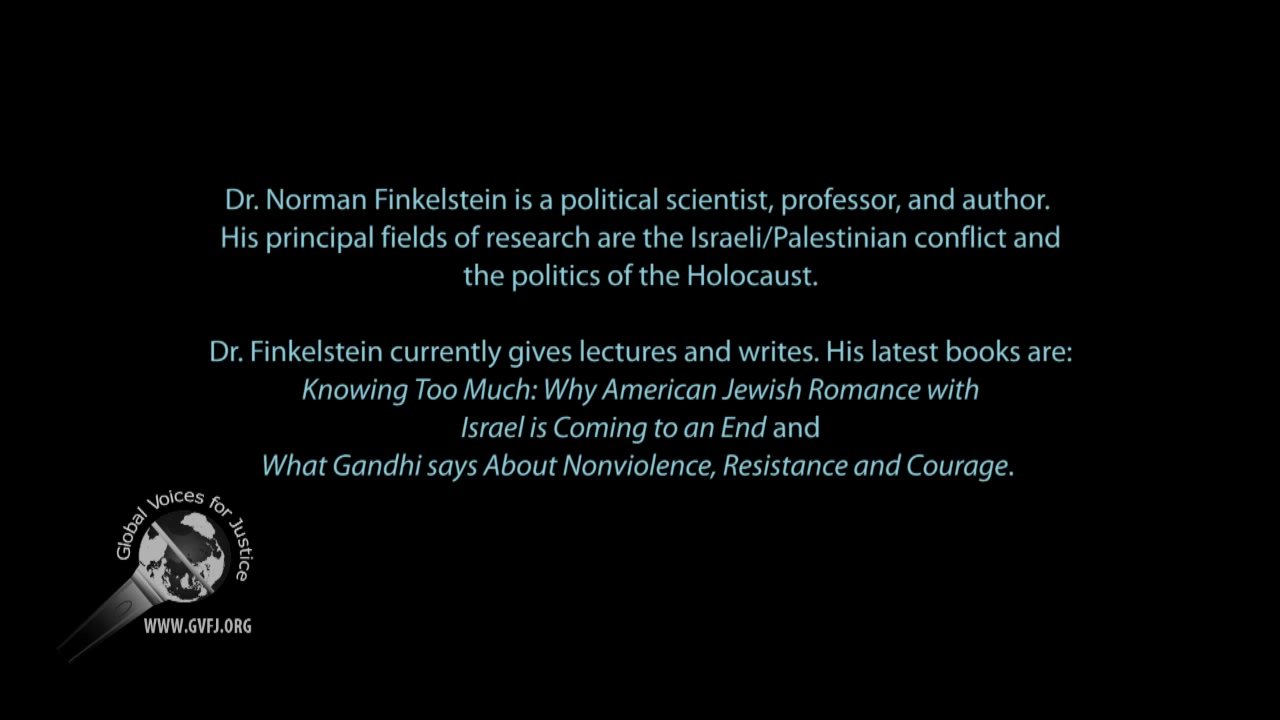 Dr. Norman Finkelstein is a political scientist, professor, and author.
His principal fields of research are the Israeli/Palestinian conflict and
the politics of the Holocaust.
Dr. Finkelstein currently gives lectures and writes. His latest books are:
Knowing Too Much: Why American Jewish Romance with
Israel is Coming to an End and
What Gandhi says About Nonviolence, Resistance and Courage.
Global Voices for Justice
WWW.GVFJ.ORG